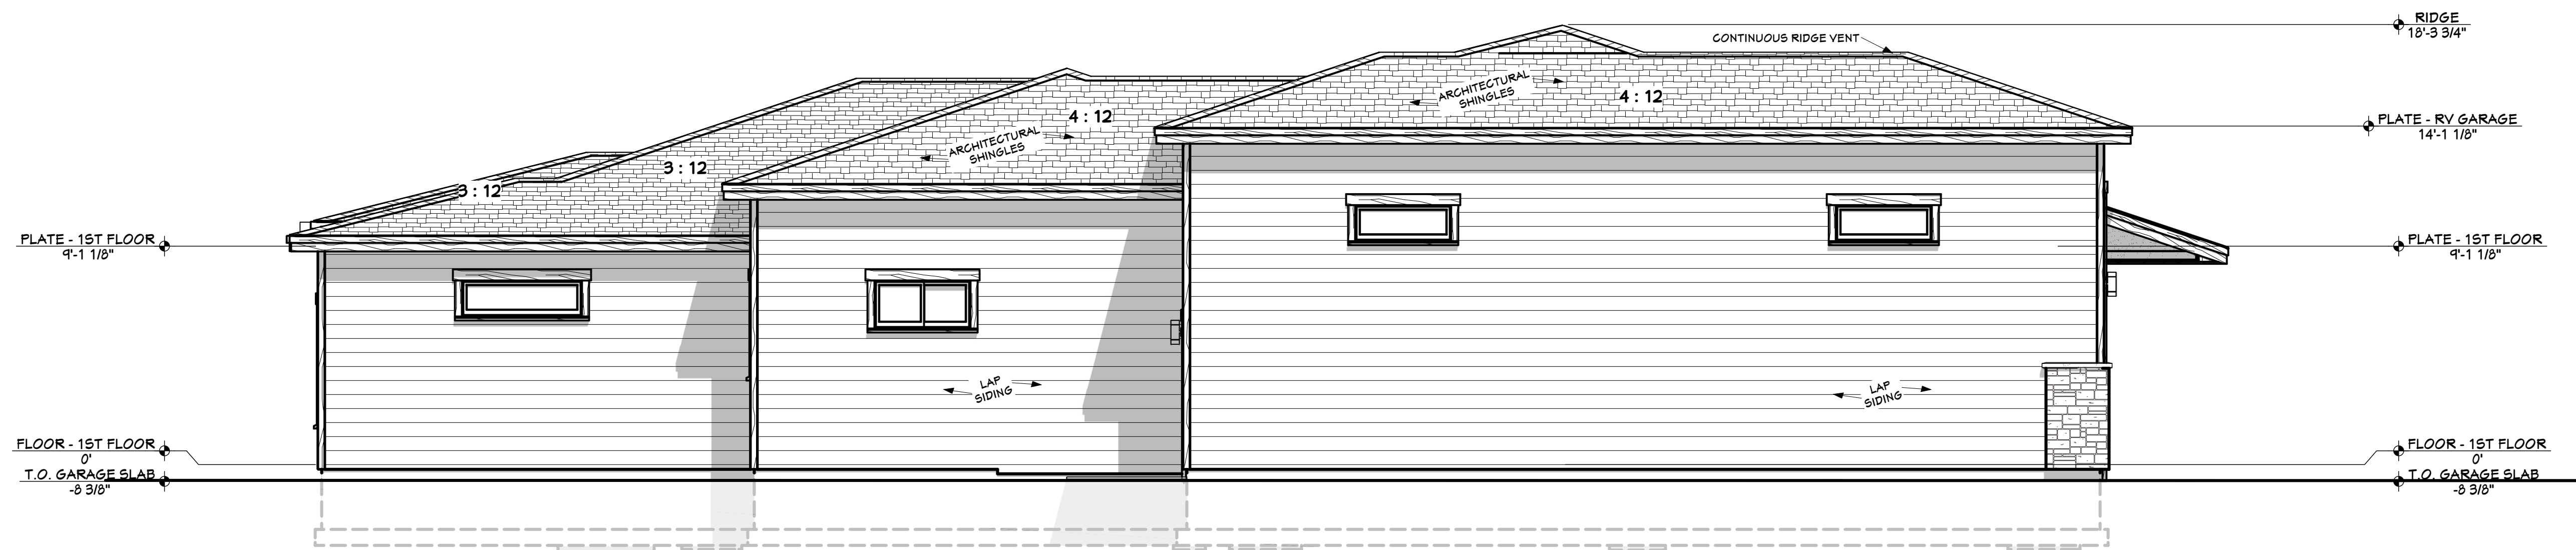 RIDGE
18'-3 3/4"
CONTINUOUS RIDGE VENT
ARCHITECTURAL
SHINGLES
4 : 12
4 : 12
PLATE - RV GARAGE
14'-1 1/8"
ARCHITECTURAL
SHINGLES
3 : 12
3 : 12
PLATE - 1ST FLOOR
9'-1 1/8"
PLATE - 1ST FLOOR
9'-1 1/8"
LAP
SIDING
LAP
SIDING
FLOOR - 1ST FLOOR
0'
FLOOR - 1ST FLOOR
0'
T.O. GARAGE SLAB
-8 3/8"
T.O. GARAGE SLAB
-8 3/8"